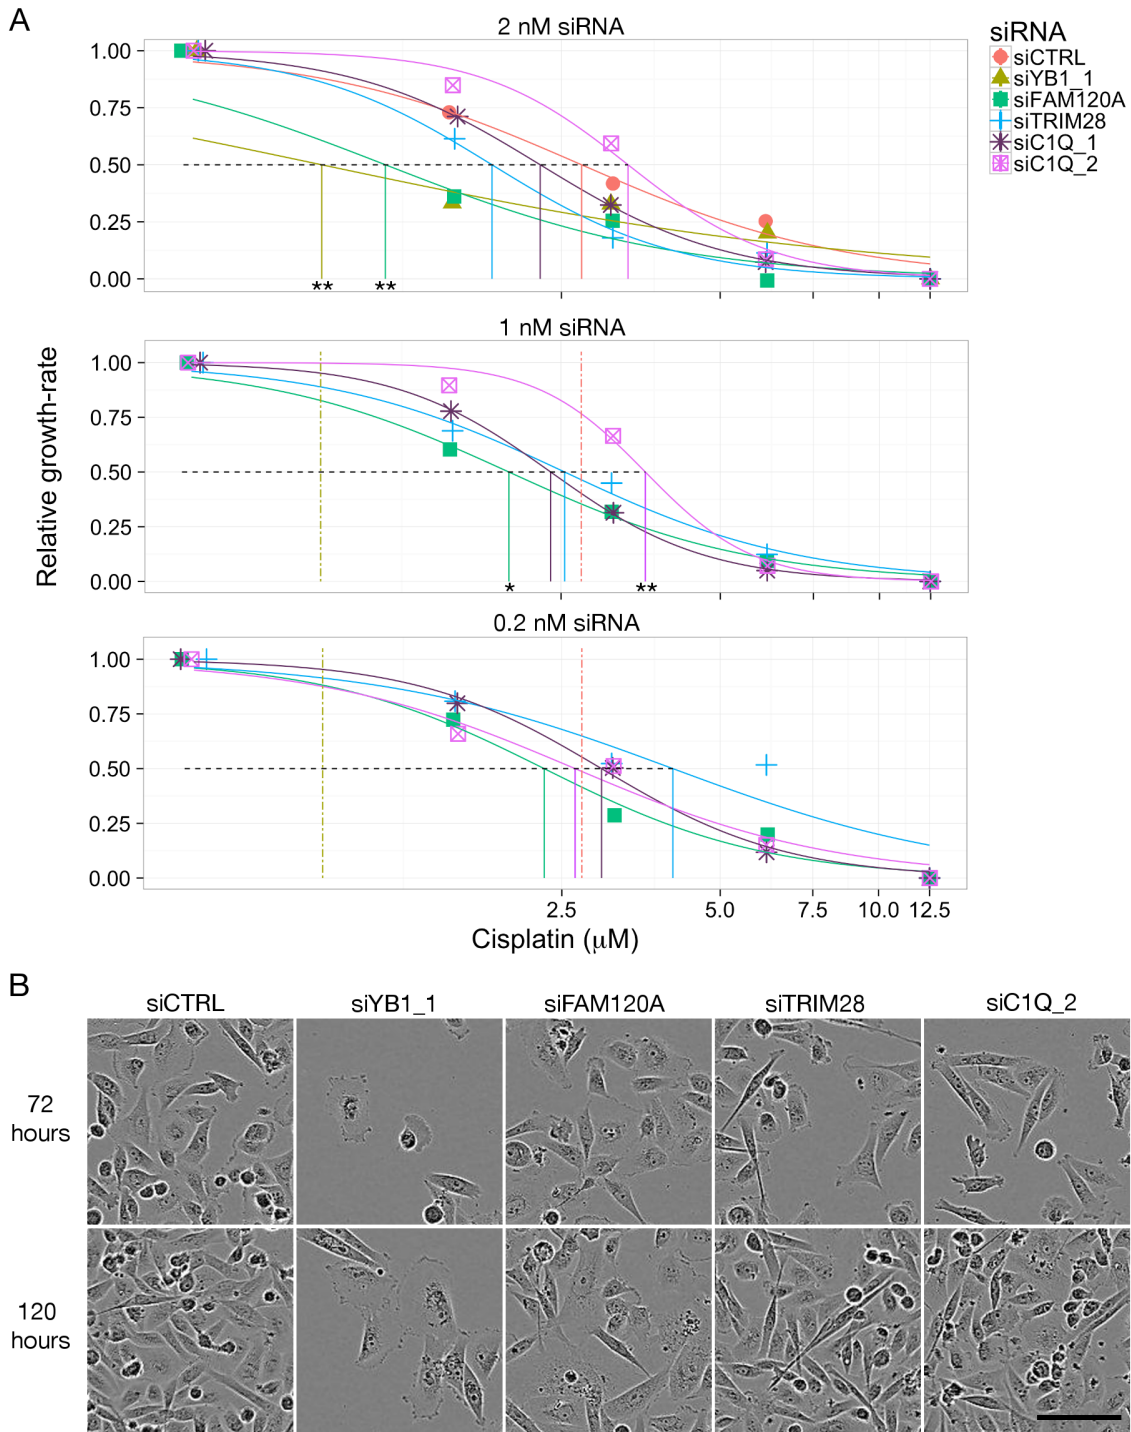 A
2 nM siRNA
1.00
0.75
0.50
0.25
0.00
** **
siRNA
siCTRL
siYB1_1
siFAM120A
siTRIM28
siC1Q_1
siC1Q_2
1 nM siRNA
Relative growth-rate
1.00
0.75
0.50
0.25
0.00
* **
0.2 nM siRNA
1.00
0.75
0.50
0.25
0.00
2.5 5.0 7.5 10.0 12.5
Cisplatin (μM)
B
siCTRL siYB1_1 siFAM120A siTRIM28 siC1Q_2
72
hours
120
hours